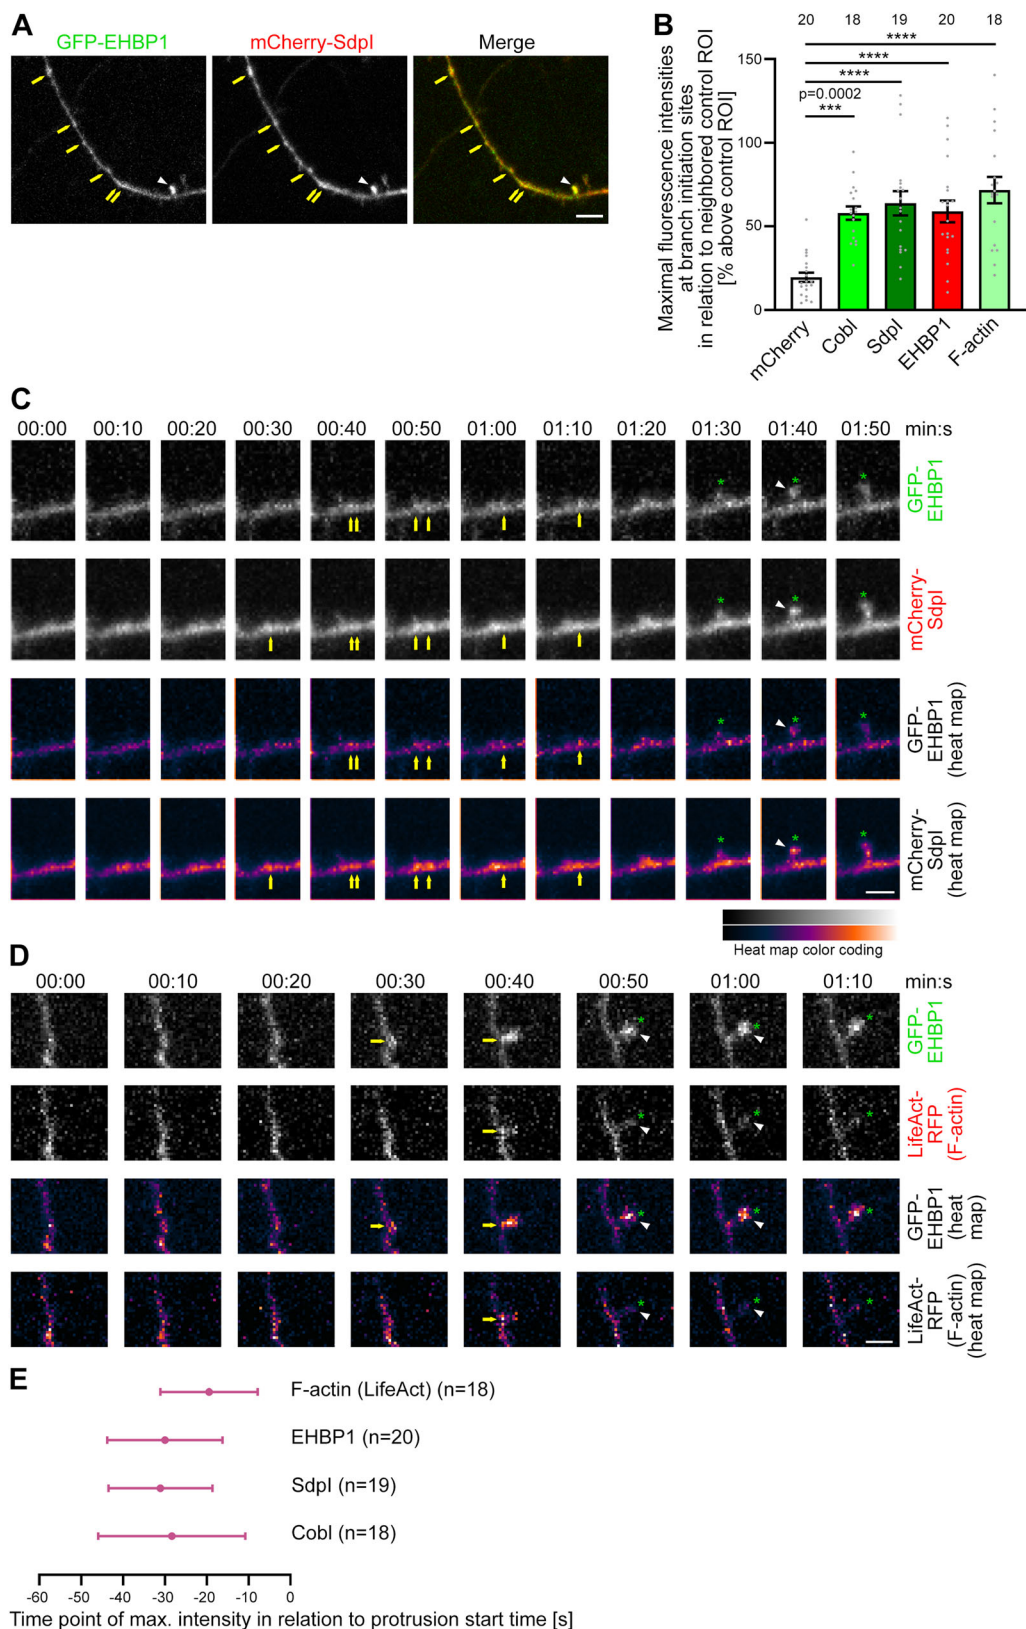 A
GFP-EHBP1
mCherry-SdpI
Merge
B
Maximal fluorescence intensities
at branch initiation sites
in relation to neighbored control ROI
[% above control ROI]
20 18 19 20 18
****
****
****
p=0.0002
***
150
100
50
0
mCherry
Cobl
SdpI
EHBP1
F-actin
C
00:00 00:10 00:20 00:30 00:40 00:50 01:00 01:10 01:20 01:30 01:40 01:50 min:s
GFP-
EHBP1
* * *
mCherry-
SdpI
* * *
GFP-
EHBP1
(heat map)
* * *
mCherry-
SdpI
(heat map)
* * *
Heat map color coding
D
00:00 00:10 00:20 00:30 00:40 00:50 01:00 01:10 min:s
GFP-
EHBP1
* * *
LifeAct-
RFP
(F-actin)
* * *
GFP-
EHBP1
(heat
map)
* * *
LifeAct-
RFP
(F-actin)
(heat map)
* * *
E
F-actin (LifeAct) (n=18)
EHBP1 (n=20)
SdpI (n=19)
Cobl (n=18)
-60 -50 -40 -30 -20 -10 0
Time point of max. intensity in relation to protrusion start time [s]